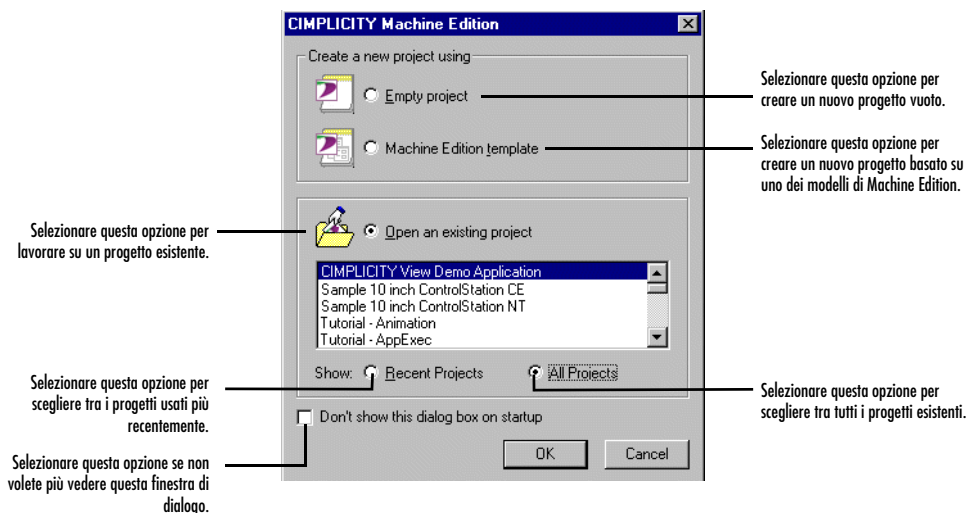 CIMPLICITY Machine Edition
Create a new project using
Empty project
Selezionare questa opzione per
creare un nuovo progetto vuoto.
Machine Edition template
Selezionare questa opzione per
creare un nuovo progetto basato su
uno dei modelli di Machine Edition.
Selezionare questa opzione per
lavorare su un progetto esistente.
Open an existing project
CIMPLICITY View Demo Application
Sample 10 inch ControlStation CE
Sample 10 inch ControlStation NT
Tutorial - Animation
Tutorial - AppExec
Show: Recent Projects All Projects
Selezionare questa opzione per
scegliere tra i progetti usati più
recentemente.
Selezionare questa opzione per
scegliere tra tutti i progetti esistenti.
Don't show this dialog box on startup
Selezionare questa opzione se non
volete più vedere questa finestra di
dialogo.
OK Cancel